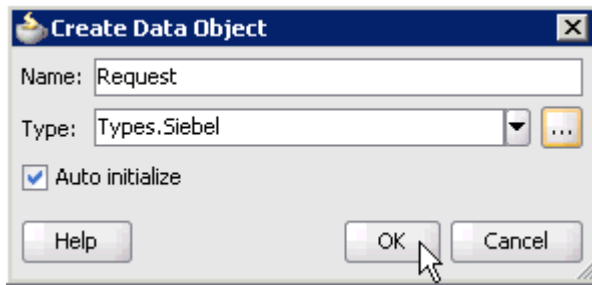 Create Data Object
Name: Request
Type: Types.Siebel ...
Auto initialize
Help OK Cancel